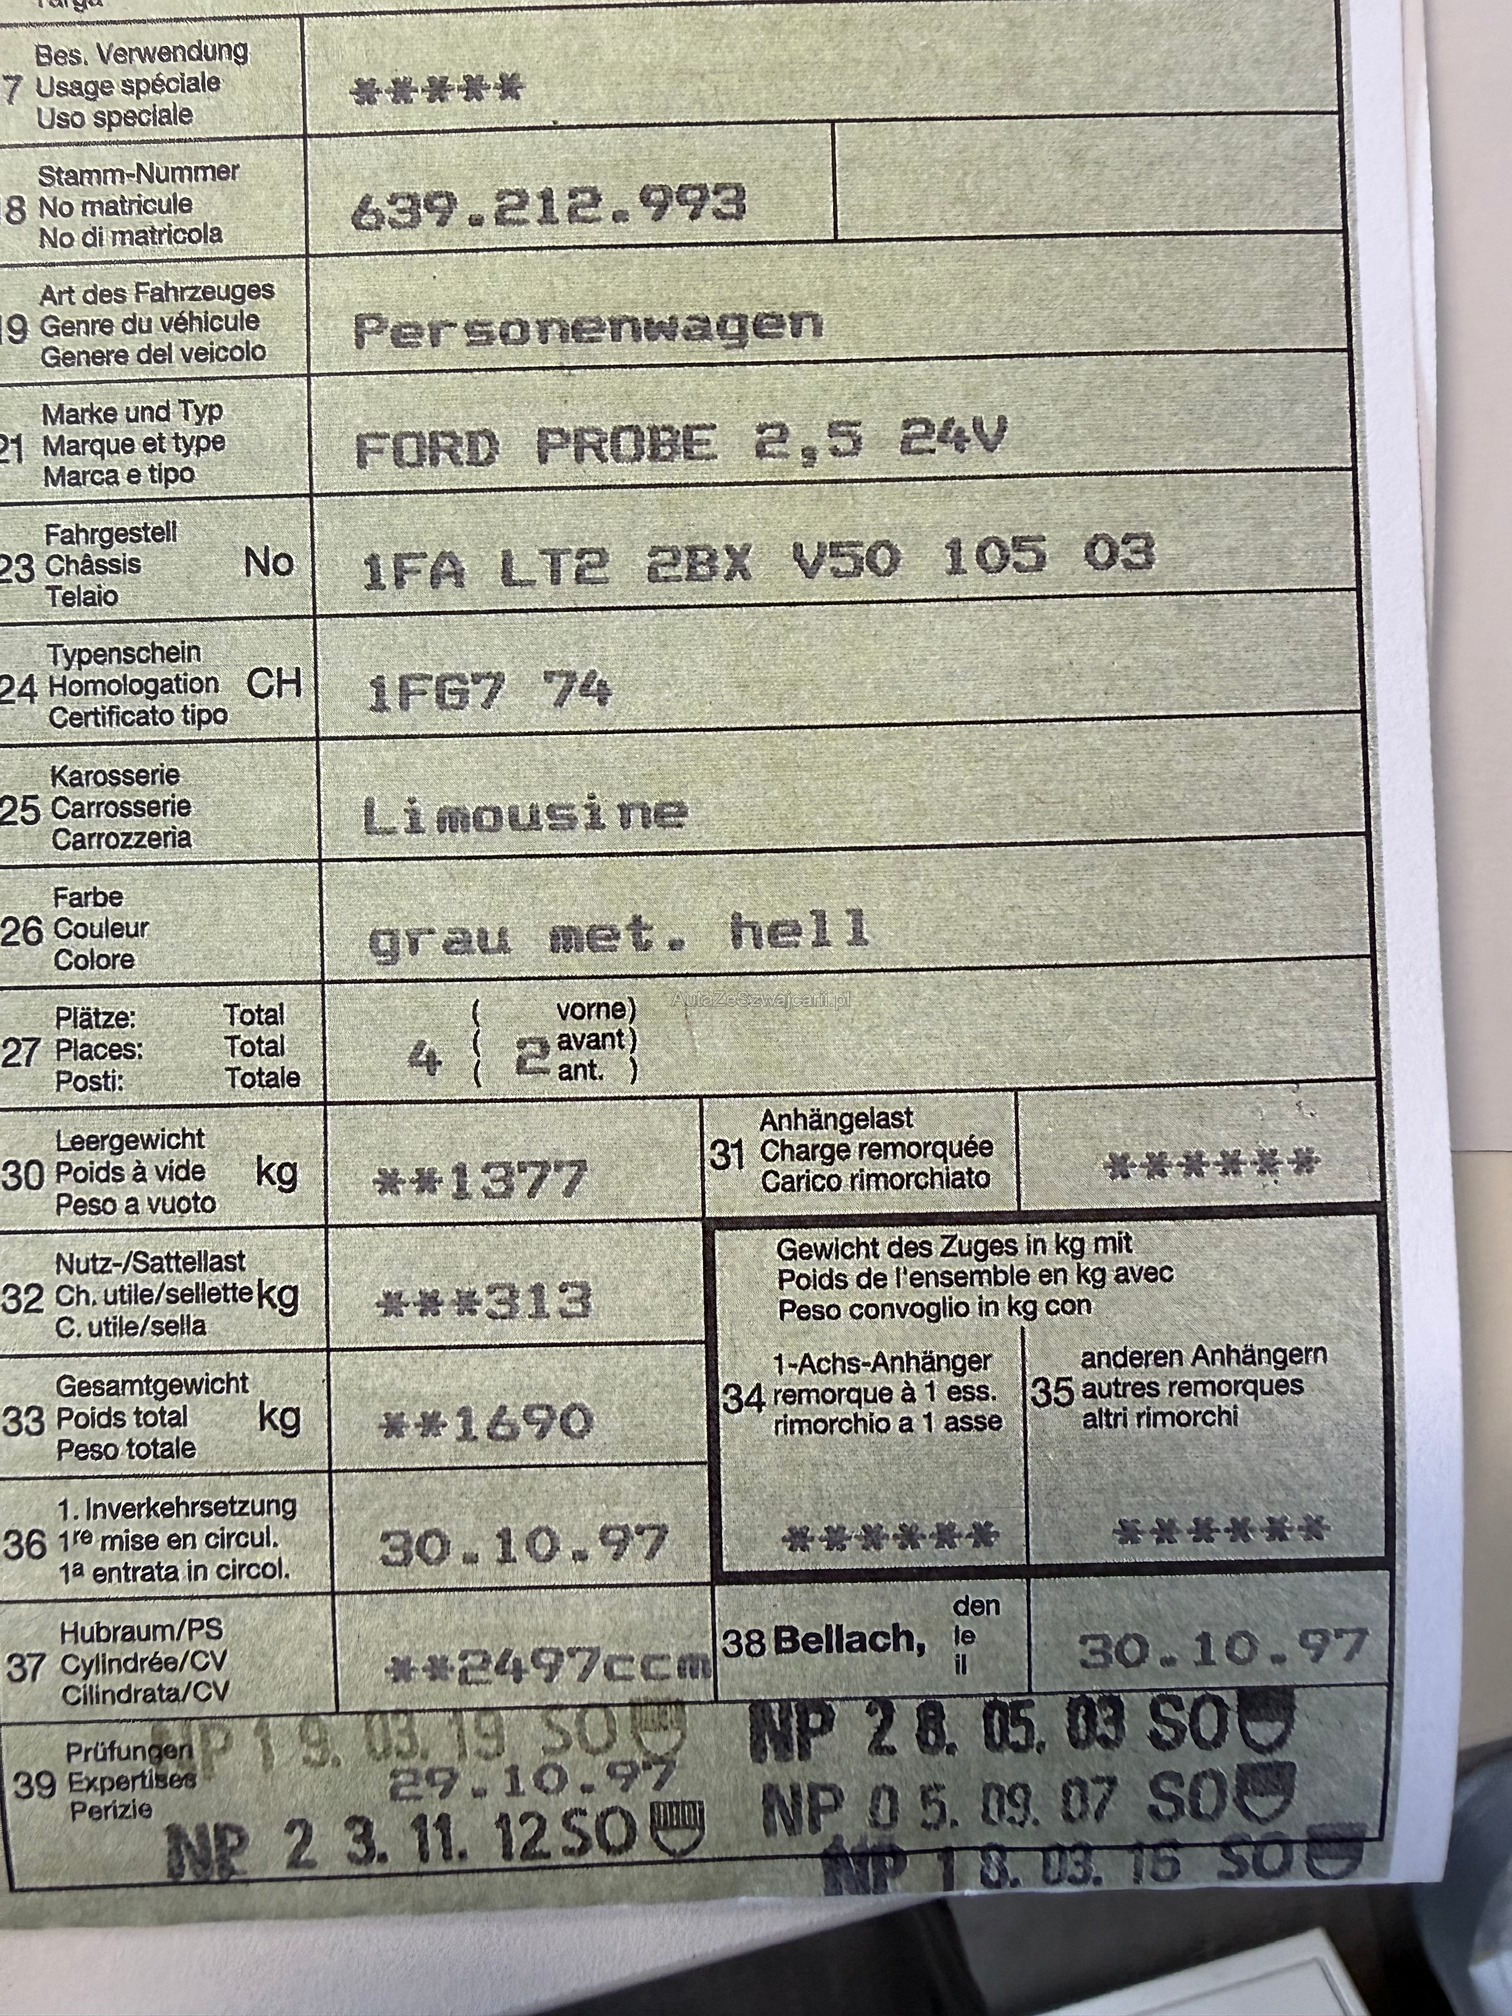 Targa
7 Bes. Verwendung
Usage spéciale
Uso speciale
*****
18 Stamm-Nummer
No matricule
No di matricola
639.212.993
19 Art des Fahrzeuges
Genre du véhicule
Genere del veicolo
Personenwagen
21 Marke und Typ
Marque et type
Marca e tipo
FORD PROBE 2,5 24V
23 Fahrgestell
Châssis No
Telaio
1FA LT2 2BX V50 105 03
24 Typenschein
Homologation CH
Certificato tipo
1FG7 74
25 Karosserie
Carrosserie
Carrozzeria
Limousine
26 Farbe
Couleur
Colore
grau met. hell
AutaZeSzwajcarii.pl
27 Plätze: Total
Places: Total
Posti: Totale
4 ( 2 vorne)
( avant)
( ant. )
30 Leergewicht
Poids à vide kg
Peso a vuoto
**1377
31 Anhängelast
Charge remorquée
Carico rimorchiato
******
32 Nutz-/Sattellast
Ch. utile/sellette kg
C. utile/sella
***313
Gewicht des Zuges in kg mit
Poids de l'ensemble en kg avec
Peso convoglio in kg con
33 Gesamtgewicht
Poids total kg
Peso totale
**1690
34 1-Achs-Anhänger
remorque à 1 ess.
rimorchio a 1 asse
******
35 anderen Anhängern
autres remorques
altri rimorchi
******
36 1. Inverkehrsetzung
1re mise en circul.
1a entrata in circol.
30.10.97
37 Hubraum/PS
Cylindrée/CV
Cilindrata/CV
**2497ccm
38 Bellach, den
le
il
30.10.97
39 Prüfungen
Expertises
Perizie
NP 19. 03. 19 SO
29.10.97
NP 23. 11. 12 SO
NP 28. 05. 03 SO
NP 05. 09. 07 SO
NP 18. 03. 16 SO